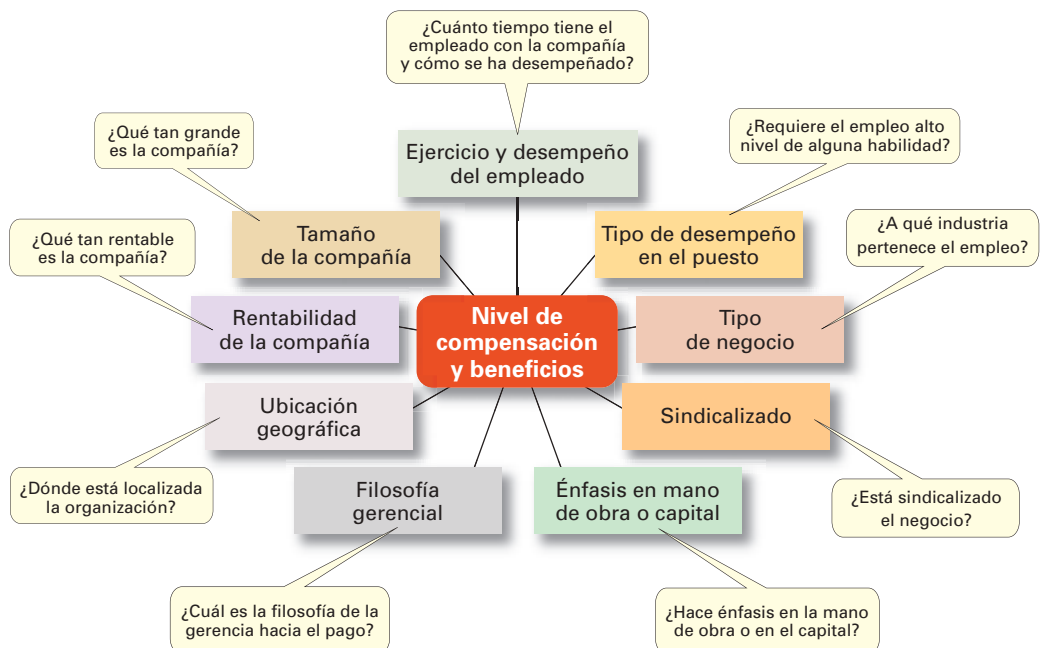 ¿Cuánto tiempo tiene el
empleado con la compañía
y cómo se ha desempeñado?
¿Qué tan grande
es la compañía?
Ejercicio y desempeño
del empleado
¿Requiere el empleo alto
nivel de alguna habilidad?
Tamaño
de la compañía
Tipo de desempeño
en el puesto
¿Qué tan rentable
es la compañía?
¿A qué industria
pertenece el empleo?
Rentabilidad
de la compañía
Nivel de
compensación
y beneficios
Tipo
de negocio
Ubicación
geográfica
Sindicalizado
¿Dónde está localizada
la organización?
Filosofía
gerencial
Énfasis en mano
de obra o capital
¿Está sindicalizado
el negocio?
¿Cuál es la filosofía de la
gerencia hacia el pago?
¿Hace énfasis en la mano
de obra o en el capital?